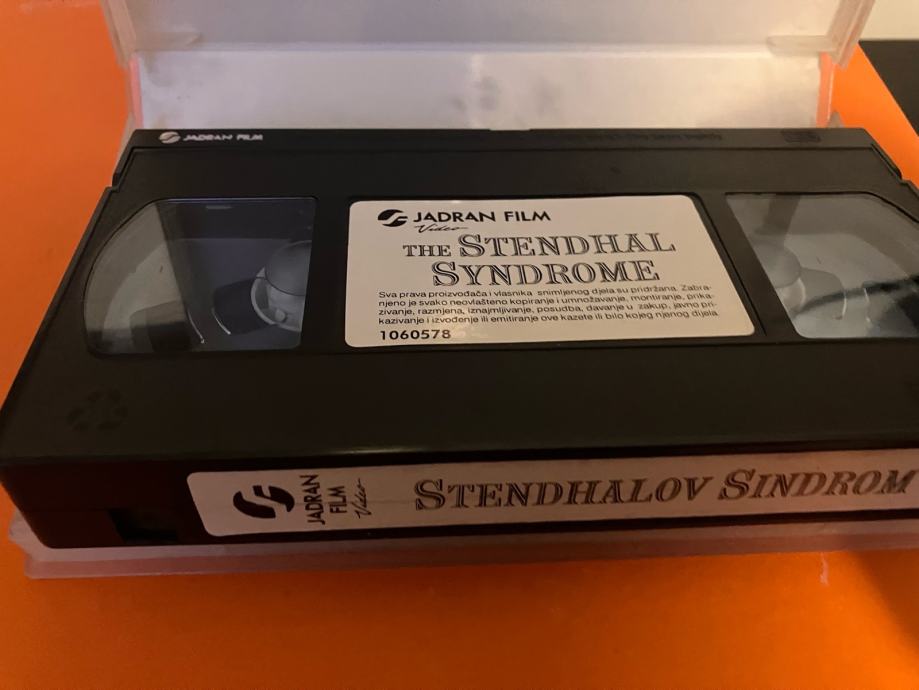 JADRAN FILM
JADRAN FILM
Video
THE STENDHAL
SYNDROME
Sva prava proizvođača i vlasnika snimljenog djela su pridržana. Zabra-
njeno je svako neovlašteno kopiranje i umnožavanje, montiranje, prika-
zivanje, razmjena, iznajmljivanje, posudba, davanje u zakup, javno pri-
kazivanje i izvođenje ili emitiranje ove kazete ili bilo kojeg njenog dijela.
1060578
JADRAN
FILM
Video
STENDHALOV SINDROM